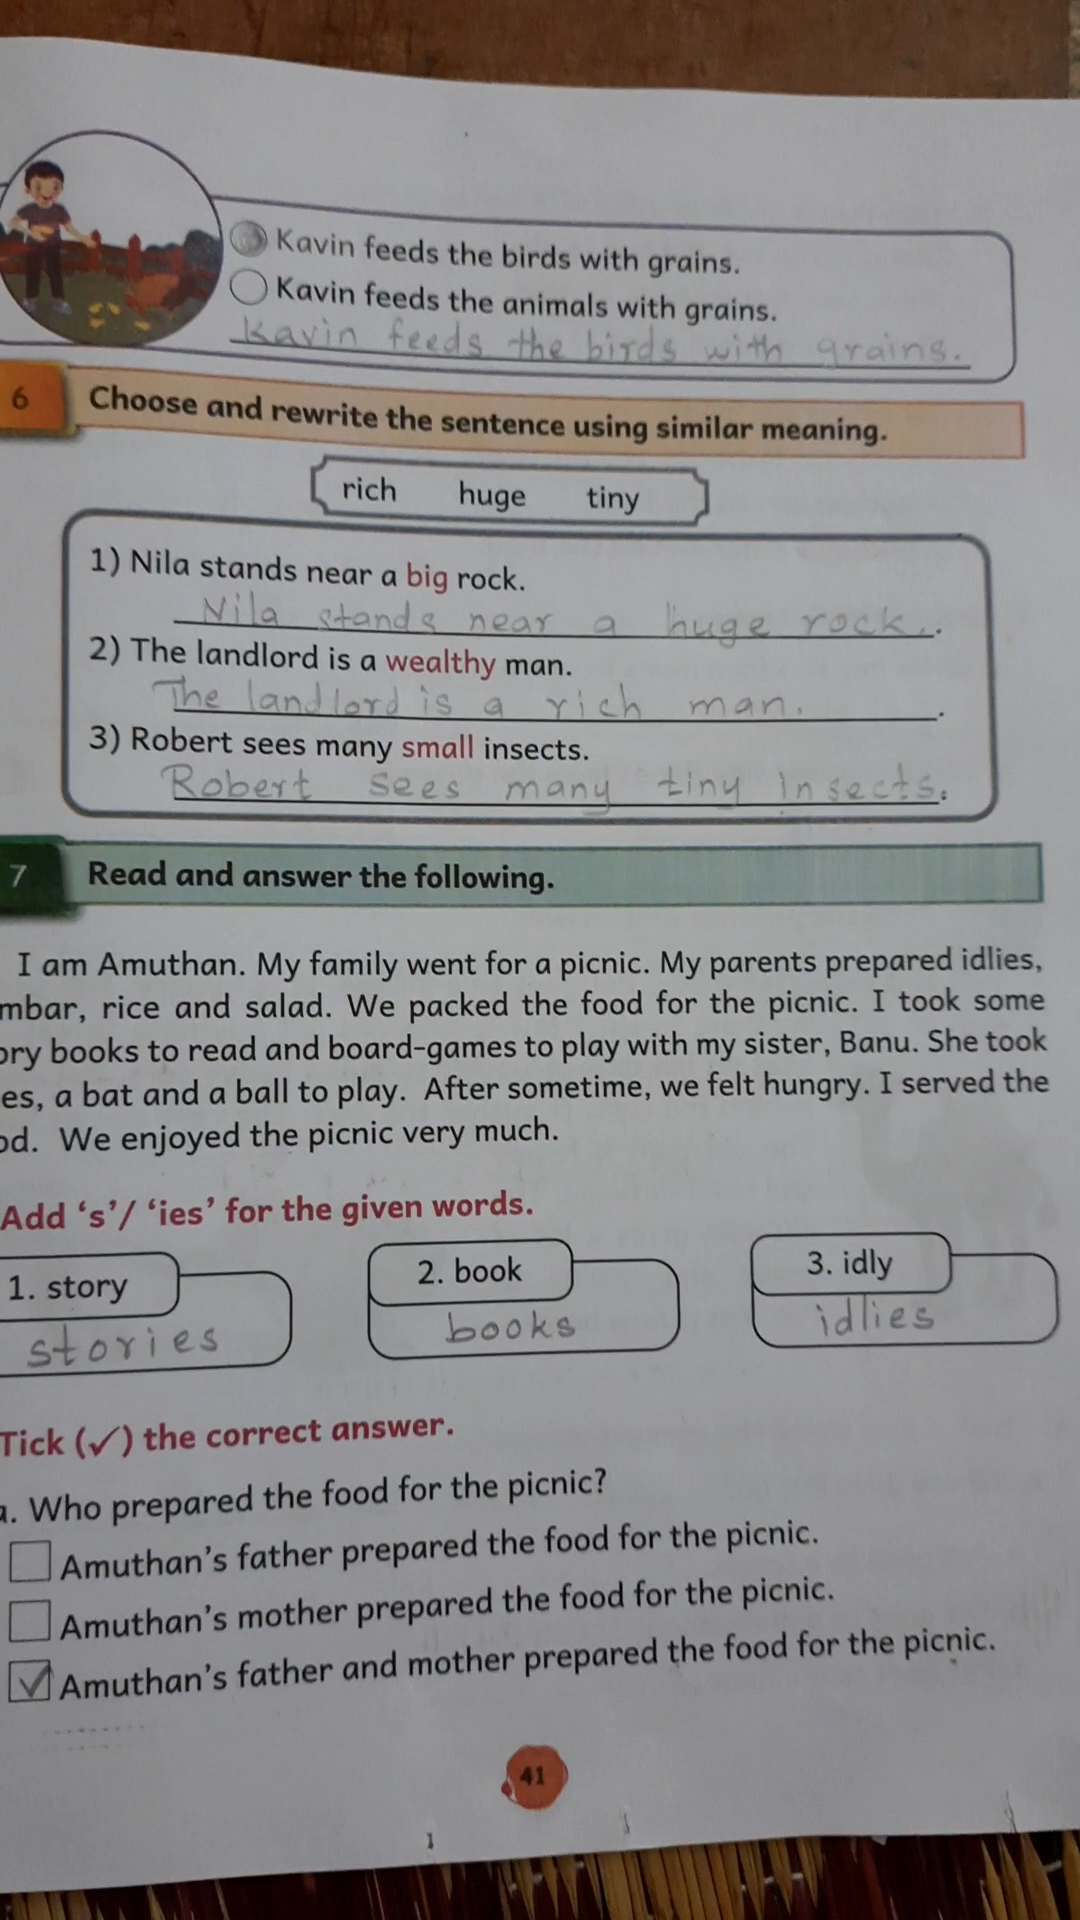 Kavin feeds the birds with grains.
Kavin feeds the animals with grains.
Kavin feeds the birds with grains.
6 Choose and rewrite the sentence using similar meaning.
rich huge tiny
1) Nila stands near a big rock.
Nila stands near a huge rock..
2) The landlord is a wealthy man.
The landlord is a rich man. .
3) Robert sees many small insects.
Robert sees many tiny insects.
7 Read and answer the following.
I am Amuthan. My family went for a picnic. My parents prepared idlies,
mbar, rice and salad. We packed the food for the picnic. I took some
ory books to read and board-games to play with my sister, Banu. She took
es, a bat and a ball to play. After sometime, we felt hungry. I served the
od. We enjoyed the picnic very much.
Add ‘s’/ ‘ies’ for the given words.
1. story 2. book 3. idly
stories books idlies
Tick (✓) the correct answer.
a. Who prepared the food for the picnic?
Amuthan’s father prepared the food for the picnic.
Amuthan’s mother prepared the food for the picnic.
✓ Amuthan’s father and mother prepared the food for the picnic.
41